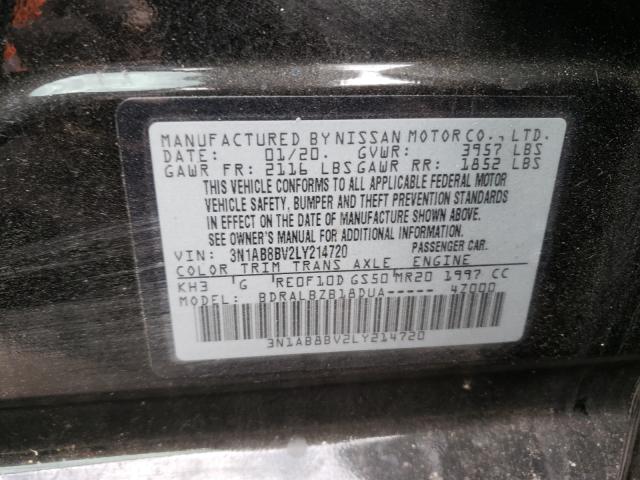 MANUFACTURED BY NISSAN MOTOR CO., LTD.
DATE: 01/20. GVWR: 3957 LBS
GAWR FR: 2116 LBS GAWR RR: 1852 LBS
THIS VEHICLE CONFORMS TO ALL APPLICABLE FEDERAL MOTOR
VEHICLE SAFETY, BUMPER AND THEFT PREVENTION STANDARDS
IN EFFECT ON THE DATE OF MANUFACTURE SHOWN ABOVE.
SEE OWNER'S MANUAL FOR ADDITIONAL INFORMATION.
VIN: 3N1AB8BV2LY214720 PASSENGER CAR.
COLOR TRIM TRANS AXLE ENGINE
KH3 G RE0F10D GS50 MR20 1997 CC
MODEL: BDRALBZB18DUA----- 4Z000
3N1AB8BV2LY214720